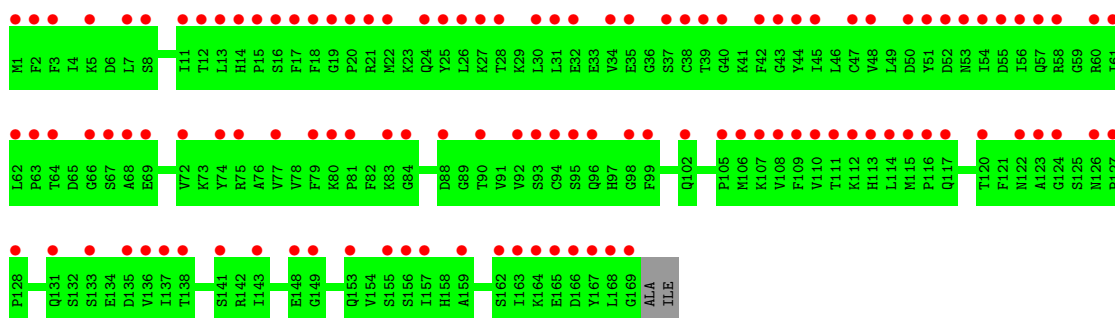 M1 F2 F3 I4 K5 D6 L7 S8 I11 T12 L13 H14 P15 S16 F17 F18 G19 P20 R21 M22 K23 Q24 Y25 L26 K27 T28 K29 L30 L31 E32 E33 V34 E35 G36 S37 C38 T39 G40 K41 F42 G43 Y44 I45 L46 C47 V48 L49 D50 Y51 D52 N53 I54 D55 I56 Q57 R58 G59 R60 I61
L62 P63 T64 D65 G66 S67 A68 E69 V72 K73 Y74 R75 A76 V77 V78 F79 K80 P81 F82 K83 G84 D88 G89 T90 V91 V92 S93 C94 S95 Q96 H97 G98 F99 Q102 P105 M106 K107 V108 F109 V110 T111 K112 H113 L114 M115 P116 Q117 T120 F121 N122 A123 G124 S125 N126 P127
P128 Q131 S132 S133 E134 D135 V136 I137 T138 S141 R142 I143 E148 G149 Q153 V154 S155 S156 I157 H158 A159 S162 I163 K164 E165 D166 Y167 L168 G169 ALA ILE